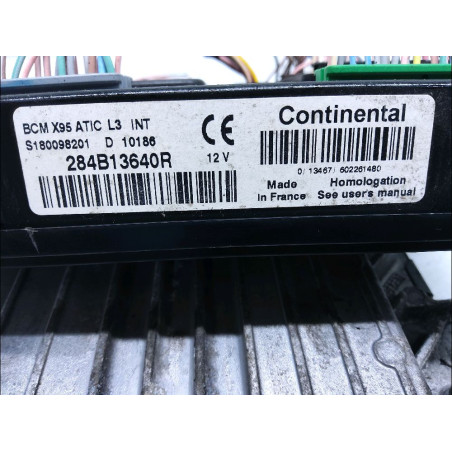 BCM X95 ATIC L3 INT
S180098201 D 10186
284B13640R
CE
12 V
Continental
0/ 13467/ 602261480
Made in France
Homologation See user's manual